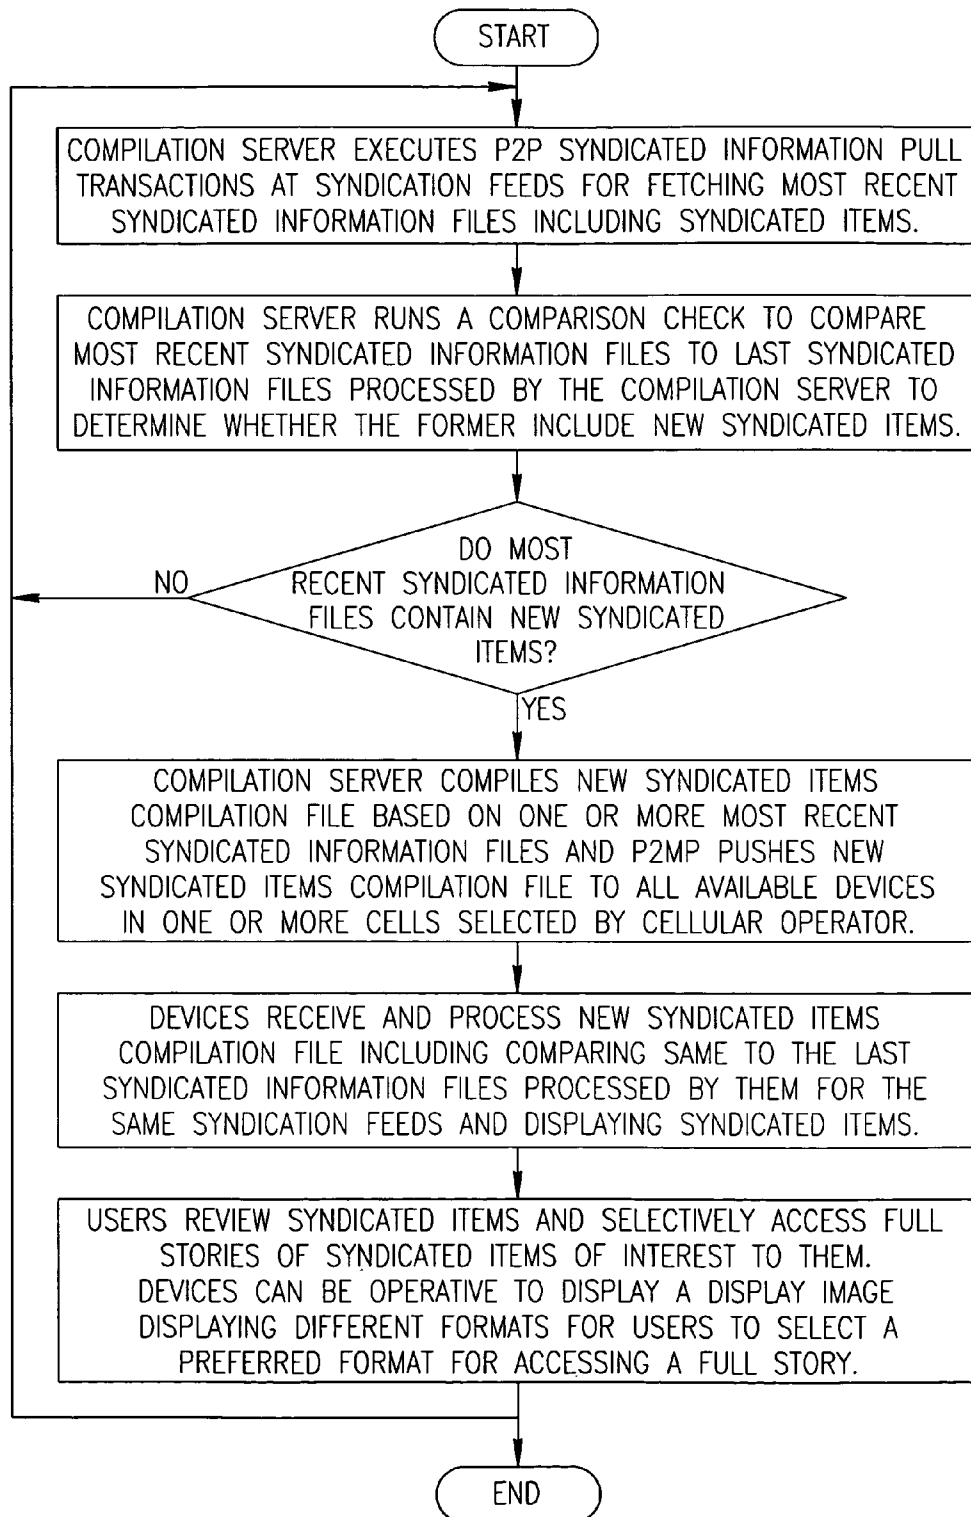 START
COMPILATION SERVER EXECUTES P2P SYNDICATED INFORMATION PULL
TRANSACTIONS AT SYNDICATION FEEDS FOR FETCHING MOST RECENT
SYNDICATED INFORMATION FILES INCLUDING SYNDICATED ITEMS.
COMPILATION SERVER RUNS A COMPARISON CHECK TO COMPARE
MOST RECENT SYNDICATED INFORMATION FILES TO LAST SYNDICATED
INFORMATION FILES PROCESSED BY THE COMPILATION SERVER TO
DETERMINE WHETHER THE FORMER INCLUDE NEW SYNDICATED ITEMS.
DO MOST
RECENT SYNDICATED INFORMATION
FILES CONTAIN NEW SYNDICATED
ITEMS?
NO
YES
COMPILATION SERVER COMPILES NEW SYNDICATED ITEMS
COMPILATION FILE BASED ON ONE OR MORE MOST RECENT
SYNDICATED INFORMATION FILES AND P2MP PUSHES NEW
SYNDICATED ITEMS COMPILATION FILE TO ALL AVAILABLE DEVICES
IN ONE OR MORE CELLS SELECTED BY CELLULAR OPERATOR.
DEVICES RECEIVE AND PROCESS NEW SYNDICATED ITEMS
COMPILATION FILE INCLUDING COMPARING SAME TO THE LAST
SYNDICATED INFORMATION FILES PROCESSED BY THEM FOR THE
SAME SYNDICATION FEEDS AND DISPLAYING SYNDICATED ITEMS.
USERS REVIEW SYNDICATED ITEMS AND SELECTIVELY ACCESS FULL
STORIES OF SYNDICATED ITEMS OF INTEREST TO THEM.
DEVICES CAN BE OPERATIVE TO DISPLAY A DISPLAY IMAGE
DISPLAYING DIFFERENT FORMATS FOR USERS TO SELECT A
PREFERRED FORMAT FOR ACCESSING A FULL STORY.
END